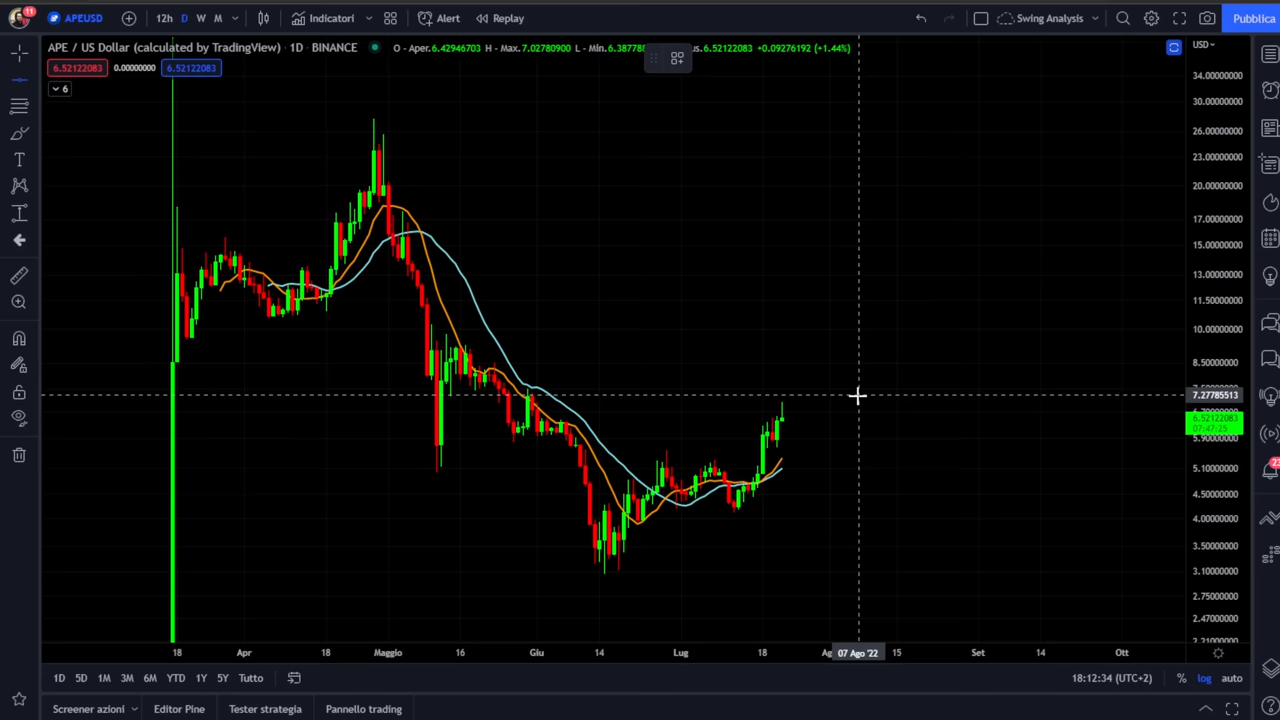 11
APEUSD
12h D W M
Indicatori
Alert
Replay
Swing Analysis
Pubblica
APE / US Dollar (calculated by TradingView) · 1D · BINANCE
O - Aper.6.42946703 H - Max.7.02780900 L - Min.6.38778 us.6.52122083 +0.09276192 (+1.44%)
USD
6.52122083 0.00000000 6.52122083
6
34.00000000
30.00000000
26.00000000
23.00000000
20.00000000
17.00000000
15.00000000
13.00000000
11.50000000
10.00000000
8.50000000
7.27785513
6.52122083
07:47:25
5.90000000
5.10000000
4.50000000
4.00000000
3.50000000
3.10000000
2.75000000
2.47000000
2.21000000
18 Apr 18 Maggio 16 Giu 14 Lug 18 Ag 07 Ago '22 15 Set 14 Ott
1D 5D 1M 3M 6M YTD 1Y 5Y Tutto
18:12:34 (UTC+2) % log auto
Screener azioni
Editor Pine
Tester strategia
Pannello trading